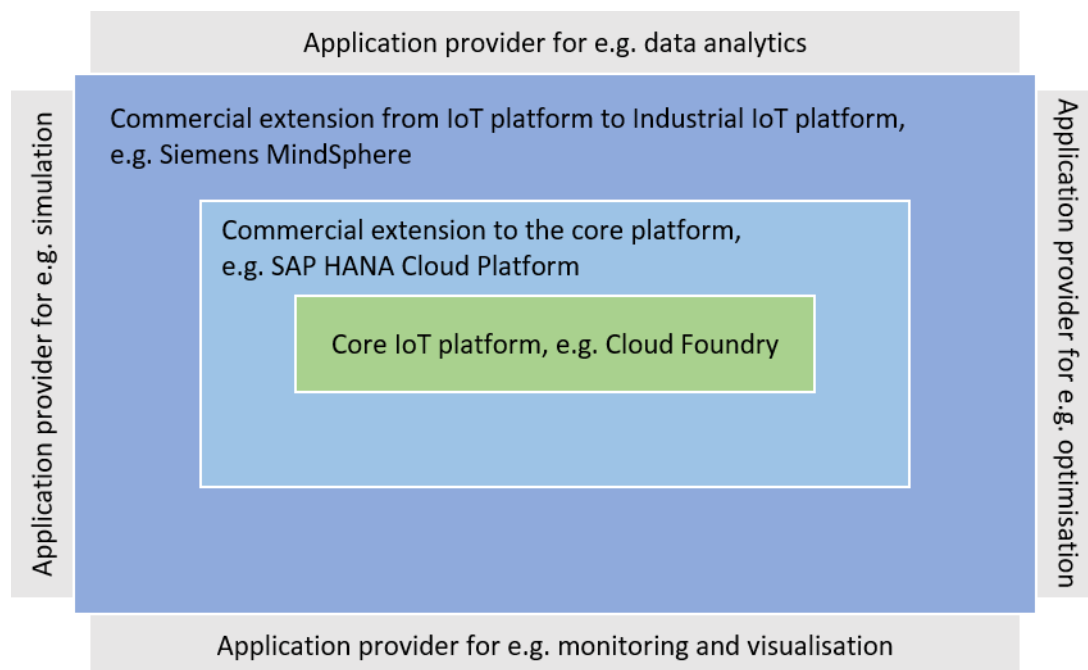 Application provider for e.g. data analytics
Application provider for e.g. simulation
Commercial extension from IoT platform to Industrial IoT platform,
e.g. Siemens MindSphere
Commercial extension to the core platform,
e.g. SAP HANA Cloud Platform
Core IoT platform, e.g. Cloud Foundry
Application provider for e.g. optimisation
Application provider for e.g. monitoring and visualisation